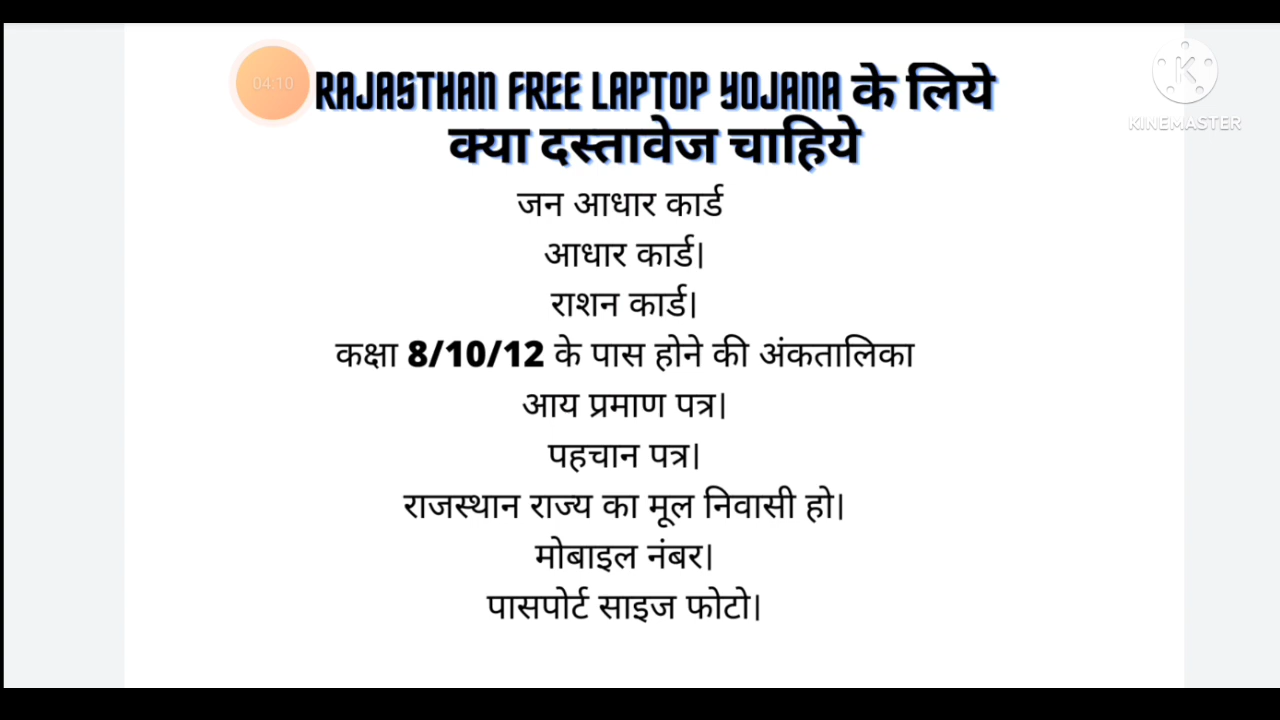 04:10
RAJASTHAN FREE LAPTOP YOJANA के लिये
क्या दस्तावेज चाहिये
K
KINEMASTER
जन आधार कार्ड
आधार कार्ड|
राशन कार्ड|
कक्षा 8/10/12 के पास होने की अंकतालिका
आय प्रमाण पत्र|
पहचान पत्र|
राजस्थान राज्य का मूल निवासी हो|
मोबाइल नंबर|
पासपोर्ट साइज फोटो|